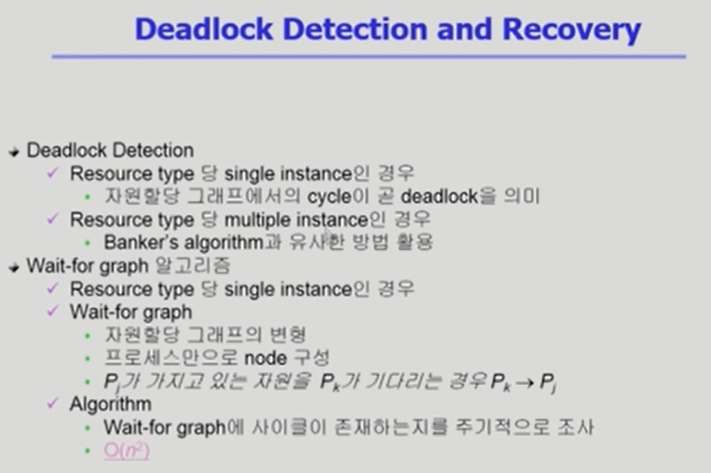 Deadlock Detection and Recovery
Deadlock Detection
Resource type 당 single instance인 경우
자원할당 그래프에서의 cycle이 곧 deadlock을 의미
Resource type 당 multiple instance인 경우
Banker's algorithm과 유사한 방법 활용
Wait-for graph 알고리즘
Resource type 당 single instance인 경우
Wait-for graph
자원할당 그래프의 변형
프로세스만으로 node 구성
Pj가 가지고 있는 자원을 Pk가 기다리는 경우 Pk → Pj
Algorithm
Wait-for graph에 사이클이 존재하는지를 주기적으로 조사
O(n²)